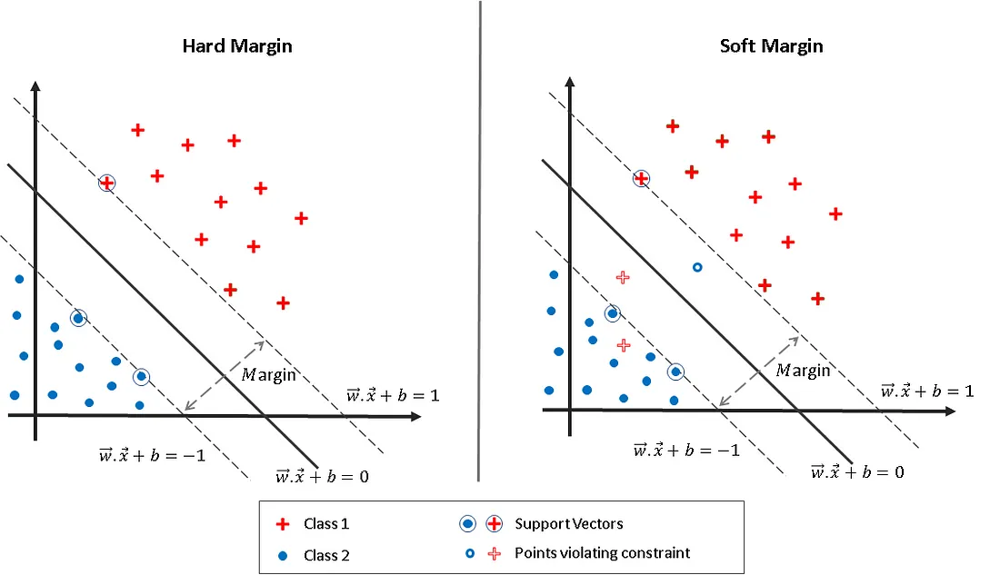 Hard Margin
Margin
w⃗.x⃗ + b = 1
w⃗.x⃗ + b = −1
w⃗.x⃗ + b = 0
Soft Margin
Margin
w⃗.x⃗ + b = 1
w⃗.x⃗ + b = −1
w⃗.x⃗ + b = 0
Class 1
Support Vectors
Class 2
Points violating constraint